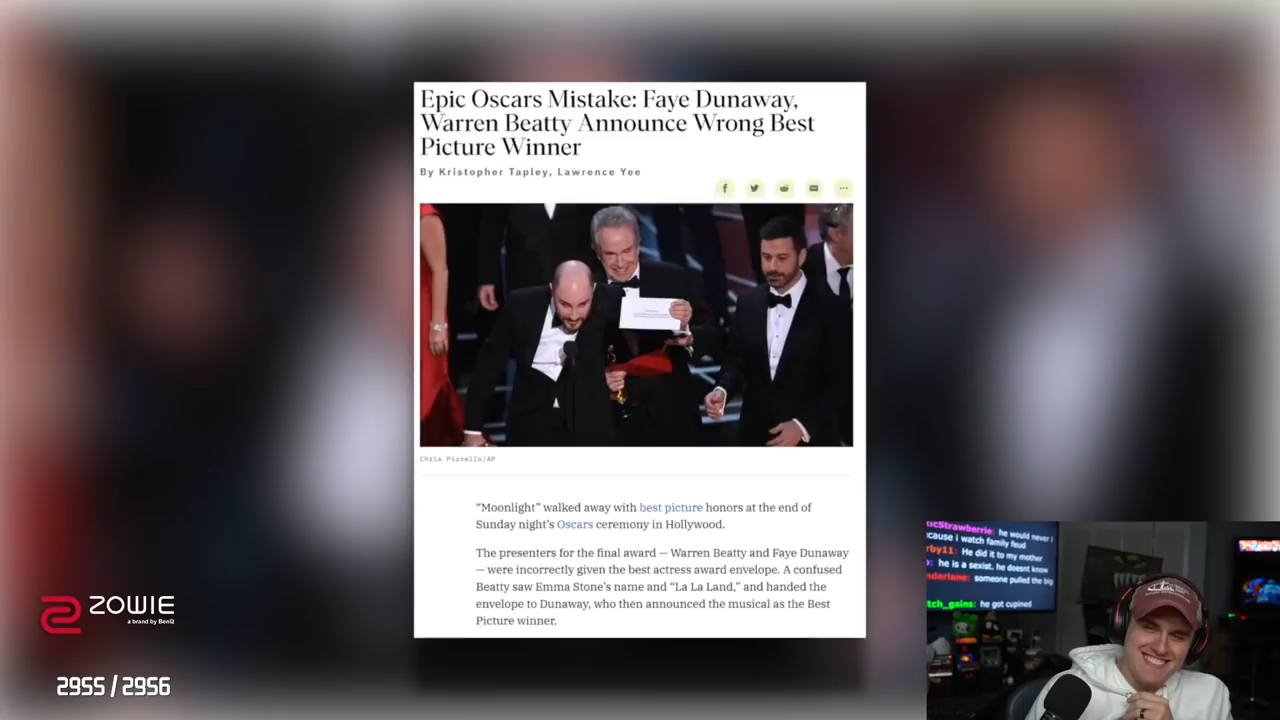 Epic Oscars Mistake: Faye Dunaway,
Warren Beatty Announce Wrong Best
Picture Winner
By Kristopher Tapley, Lawrence Yee
Chris Pizzello/AP
“Moonlight” walked away with best picture honors at the end of
Sunday night’s Oscars ceremony in Hollywood.
The presenters for the final award — Warren Beatty and Faye Dunaway
— were incorrectly given the best actress award envelope. A confused
Beatty saw Emma Stone’s name and “La La Land,” and handed the
envelope to Dunaway, who then announced the musical as the Best
Picture winner.
ZOWIE
a brand by BenQ
2955 / 2956
icStrawberrie: he would never i
cause i watch family feud
rby11: He did it to my mother
: he is a sexist. he doesnt know
nderlane: someone pulled the big
tch_gains: he got cupined